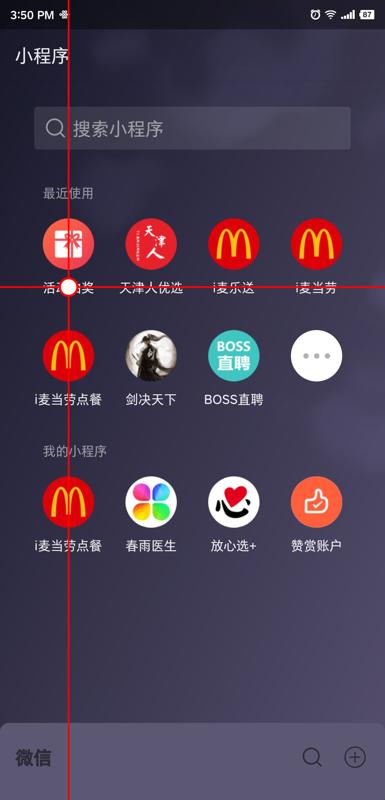 3:50 PM
87
小程序
搜索小程序
最近使用
天津人
天津人优选
i麦乐送
i麦当劳
i麦当劳点餐
剑决天下
BOSS
直聘
BOSS直聘
我的小程序
i麦当劳点餐
春雨医生
心
放心选+
赞赏账户
微信